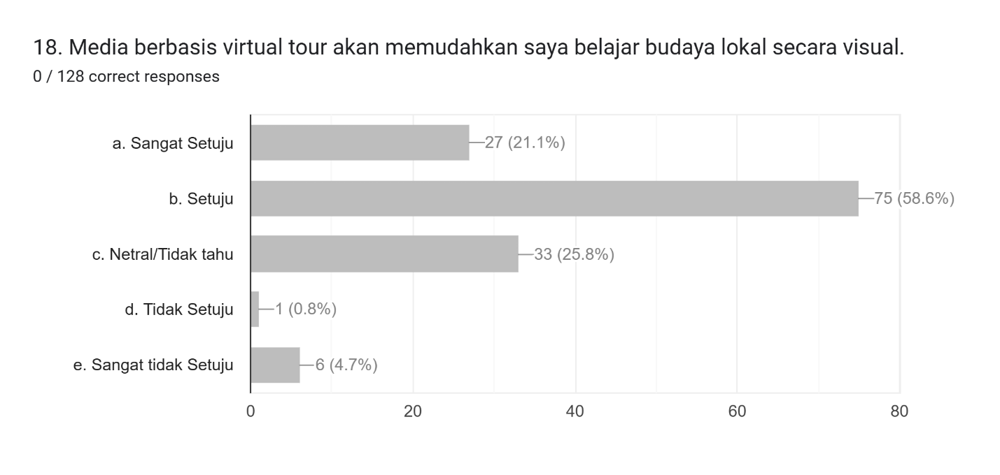 18. Media berbasis virtual tour akan memudahkan saya belajar budaya lokal secara visual.
0 / 128 correct responses
a. Sangat Setuju
27 (21.1%)
b. Setuju
75 (58.6%)
c. Netral/Tidak tahu
33 (25.8%)
d. Tidak Setuju
1 (0.8%)
e. Sangat tidak Setuju
6 (4.7%)
0 20 40 60 80